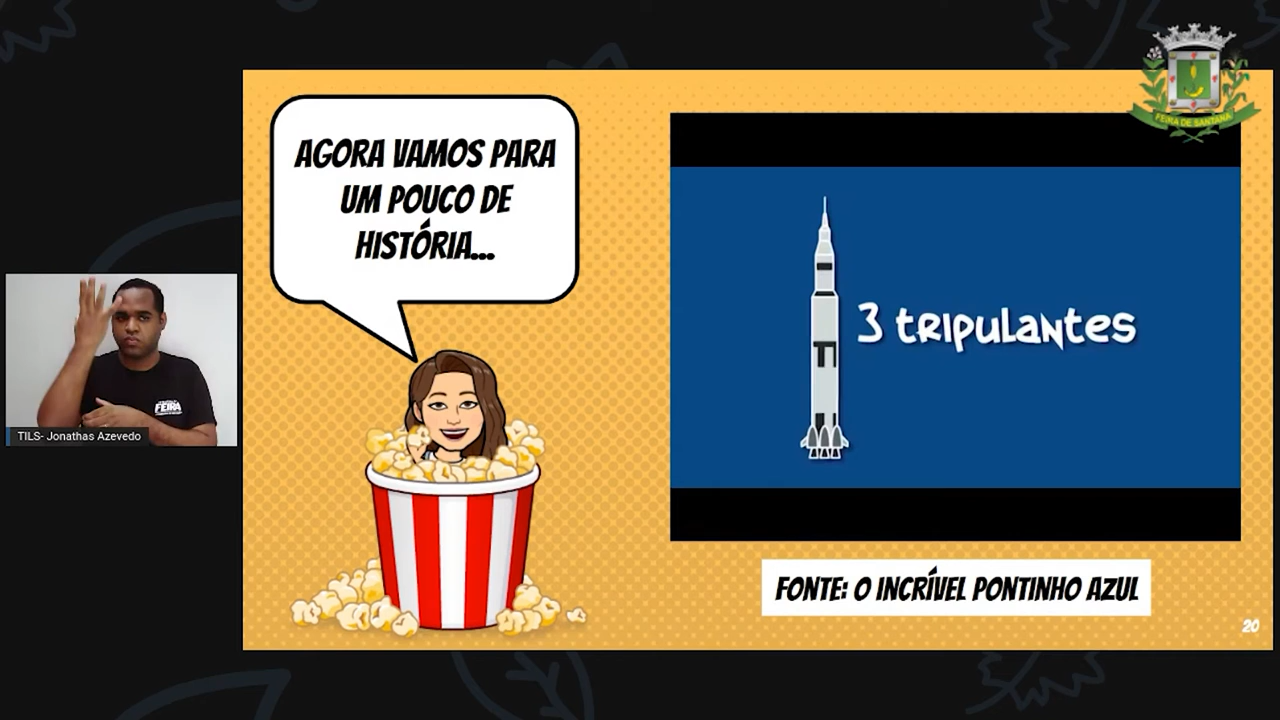 AGORA VAMOS PARA
UM POUCO DE
HISTÓRIA...
3 tripulantes
FONTE: O INCRÍVEL PONTINHO AZUL
20
FEIRA DE SANTANA
FEIRA
TILS- Jonathas Azevedo